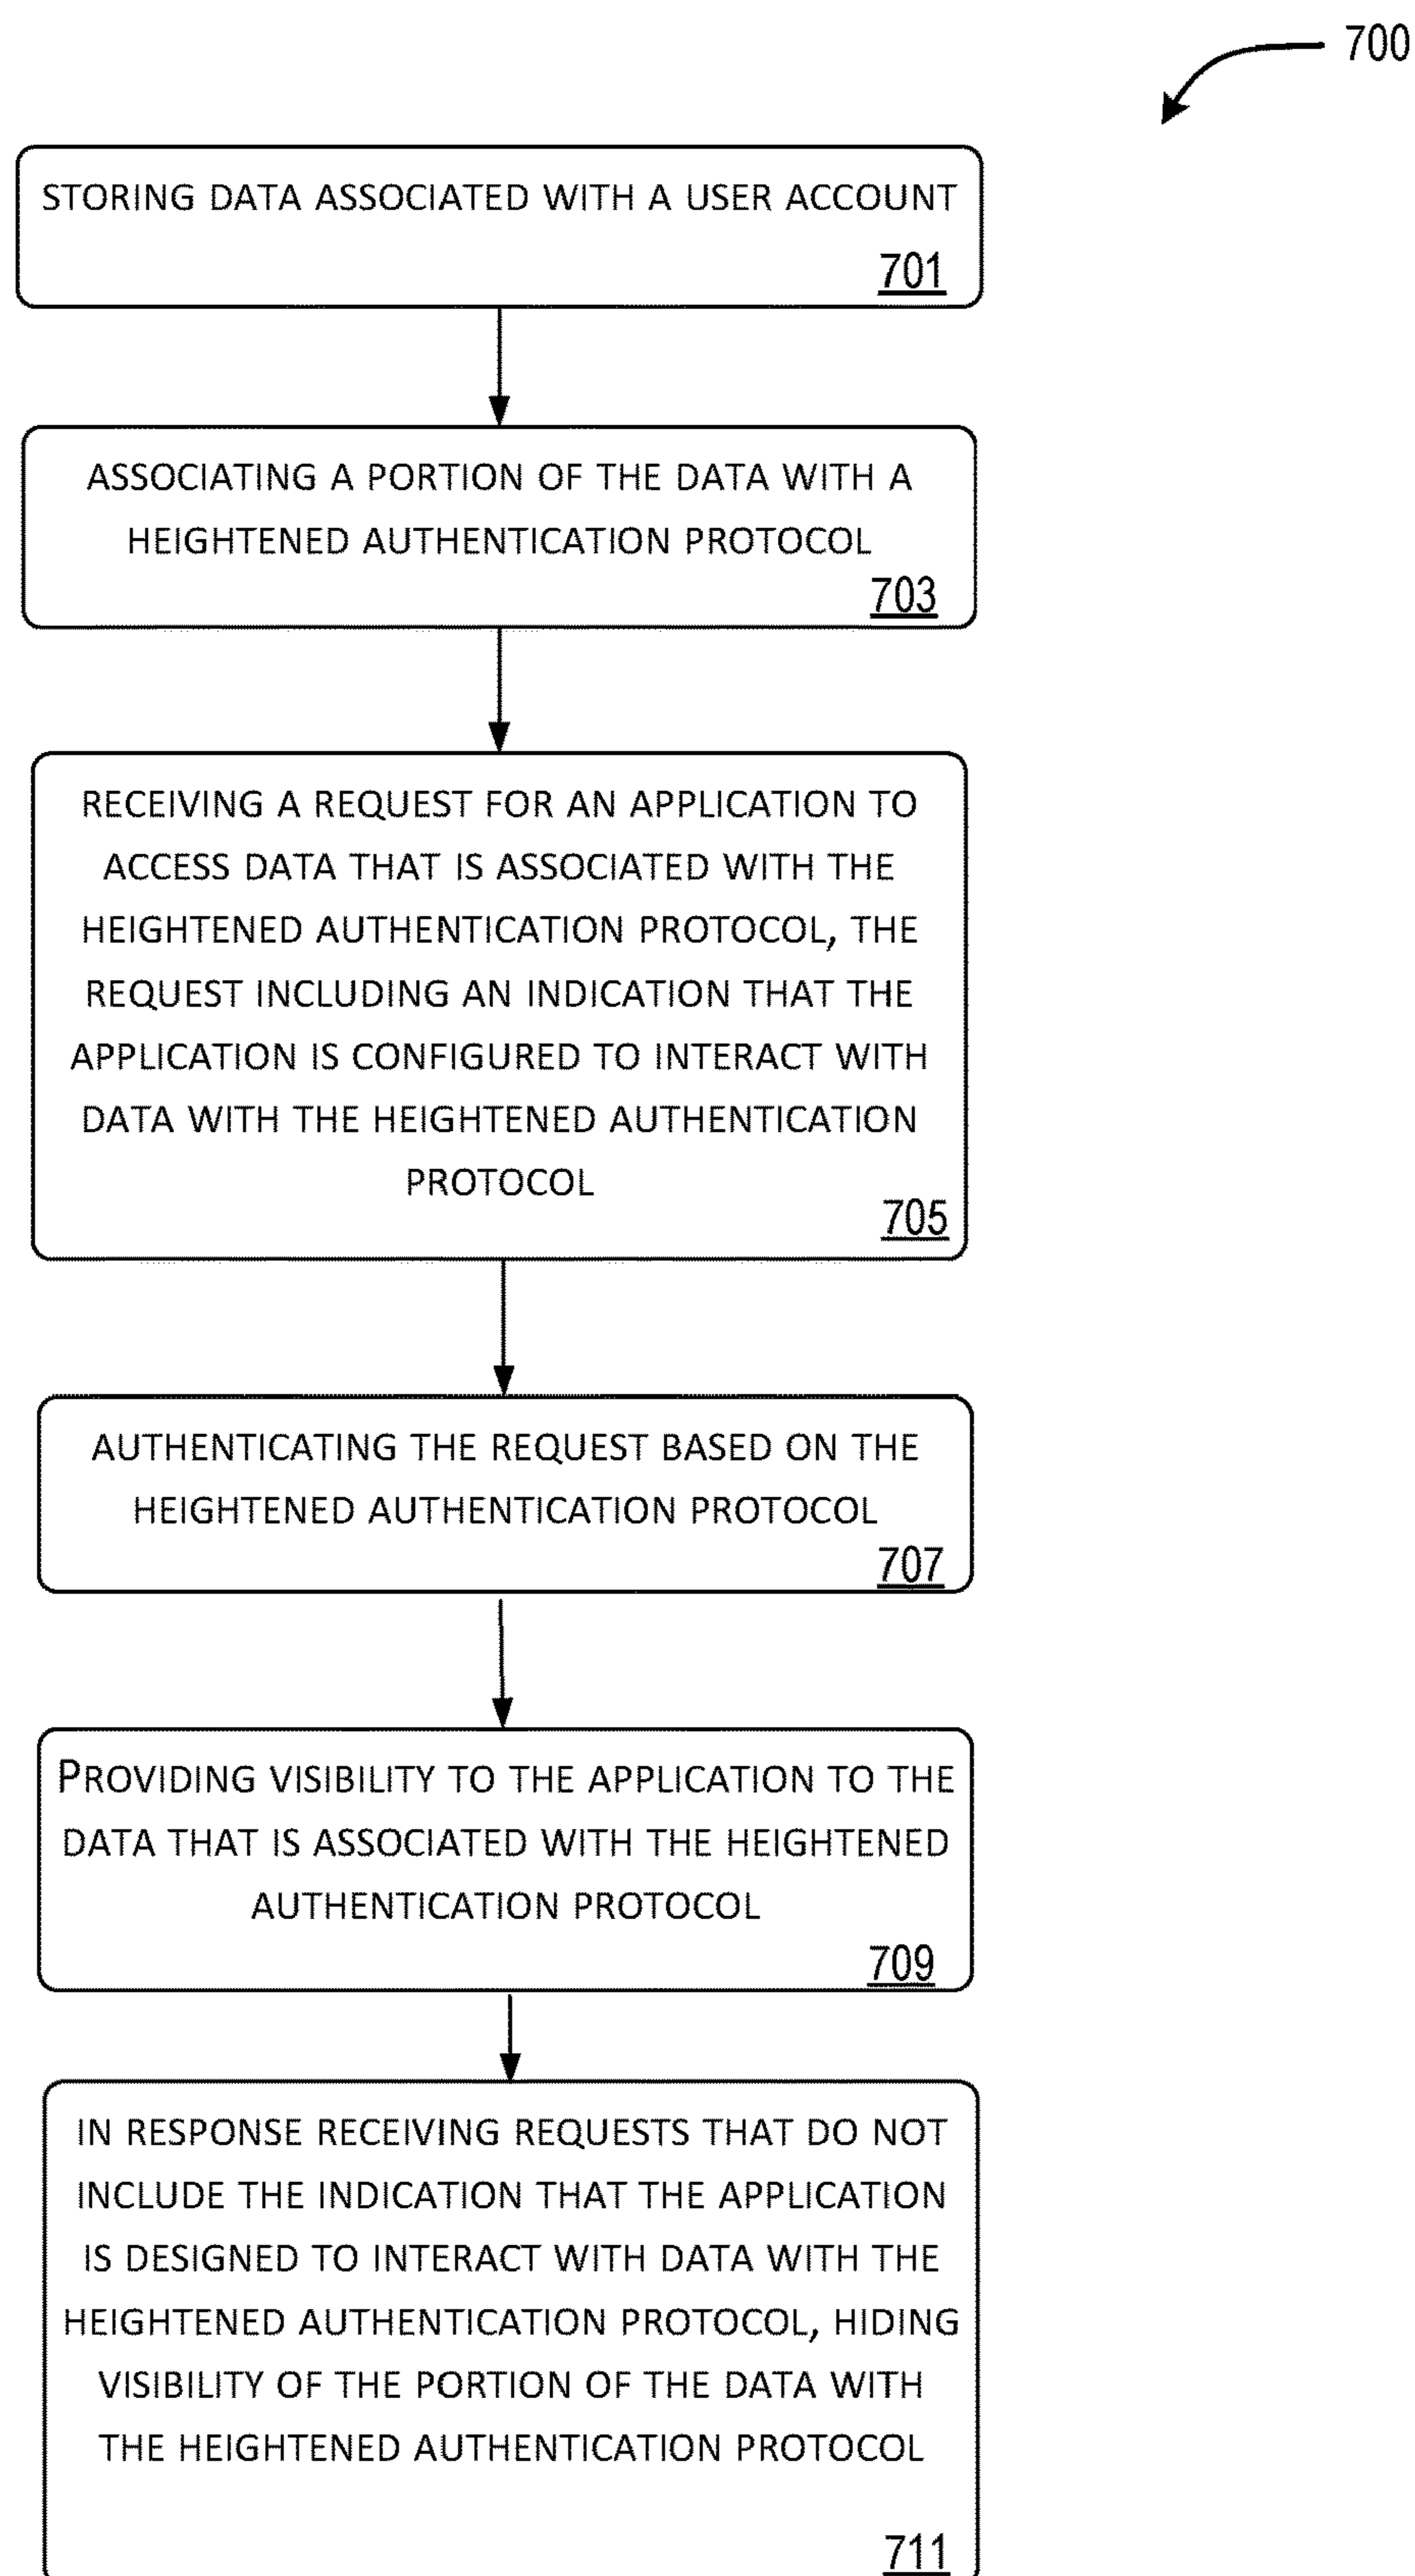 700
STORING DATA ASSOCIATED WITH A USER ACCOUNT
701
ASSOCIATING A PORTION OF THE DATA WITH A
HEIGHTENED AUTHENTICATION PROTOCOL
703
RECEIVING A REQUEST FOR AN APPLICATION TO
ACCESS DATA THAT IS ASSOCIATED WITH THE
HEIGHTENED AUTHENTICATION PROTOCOL, THE
REQUEST INCLUDING AN INDICATION THAT THE
APPLICATION IS CONFIGURED TO INTERACT WITH
DATA WITH THE HEIGHTENED AUTHENTICATION
PROTOCOL
705
AUTHENTICATING THE REQUEST BASED ON THE
HEIGHTENED AUTHENTICATION PROTOCOL
707
PROVIDING VISIBILITY TO THE APPLICATION TO THE
DATA THAT IS ASSOCIATED WITH THE HEIGHTENED
AUTHENTICATION PROTOCOL
709
IN RESPONSE RECEIVING REQUESTS THAT DO NOT
INCLUDE THE INDICATION THAT THE APPLICATION
IS DESIGNED TO INTERACT WITH DATA WITH THE
HEIGHTENED AUTHENTICATION PROTOCOL, HIDING
VISIBILITY OF THE PORTION OF THE DATA WITH
THE HEIGHTENED AUTHENTICATION PROTOCOL
711